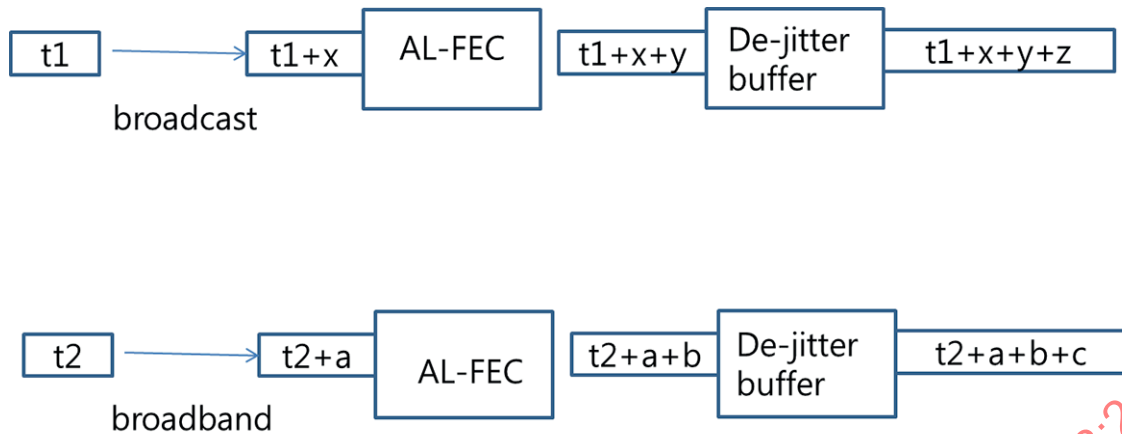 t1
t1+x
AL-FEC
t1+x+y
De-jitter
buffer
t1+x+y+z
broadcast
t2
t2+a
AL-FEC
t2+a+b
De-jitter
buffer
t2+a+b+c
broadband